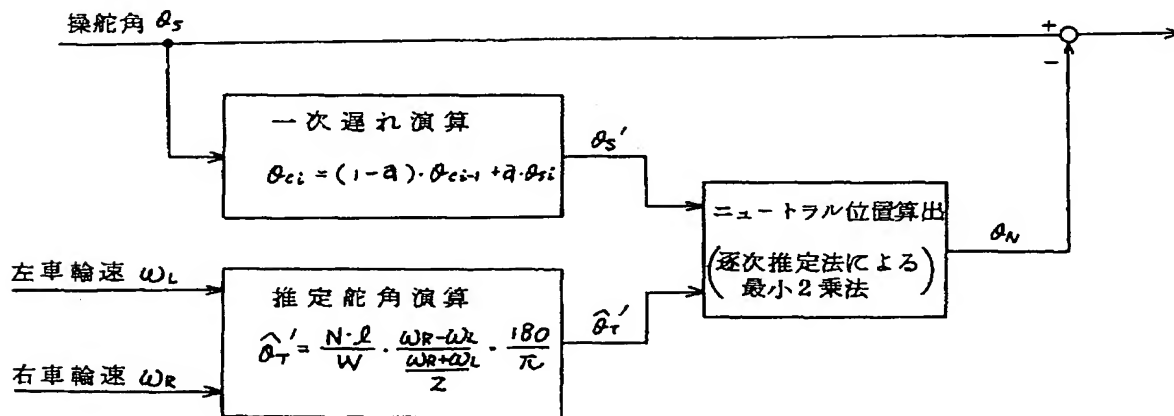 操舵角 θs
+
−
一次遅れ演算
θci = (1-a)・θci-1 + a・θsi
θs'
ニュートラル位置算出
(逐次推定法による
最小2乗法)
θN
左車輪速 ωL
推定舵角演算
θ̂T' = N・l / W ・ (ωR-ωL) / ((ωR+ωL) / 2) ・ 180 / π
θ̂T'
右車輪速 ωR